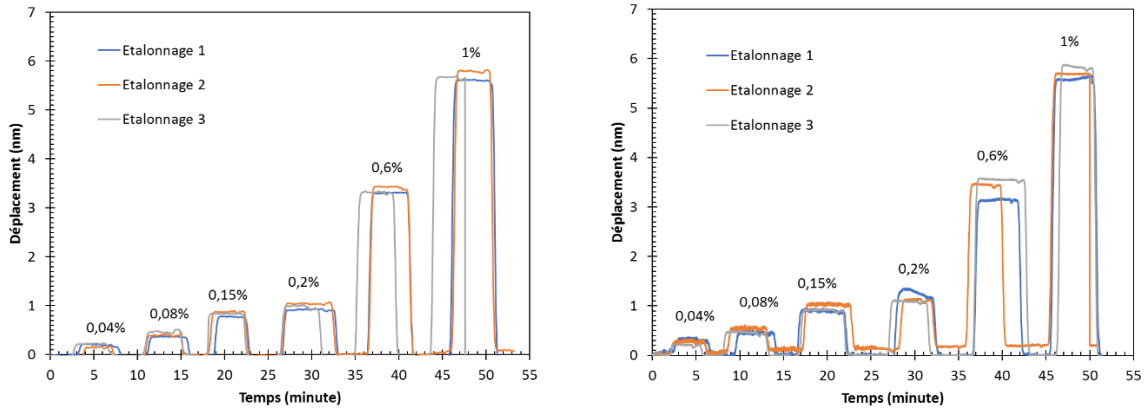 7
6
5
4
3
2
1
0
Déplacement (nm)
Etalonnage 1
Etalonnage 2
Etalonnage 3
0,04%
0,08%
0,15%
0,2%
0,6%
1%
0 5 10 15 20 25 30 35 40 45 50 55
Temps (minute)
7
6
5
4
3
2
1
0
Déplacement (nm)
Etalonnage 1
Etalonnage 2
Etalonnage 3
0,04%
0,08%
0,15%
0,2%
0,6%
1%
0 5 10 15 20 25 30 35 40 45 50 55
Temps (minute)